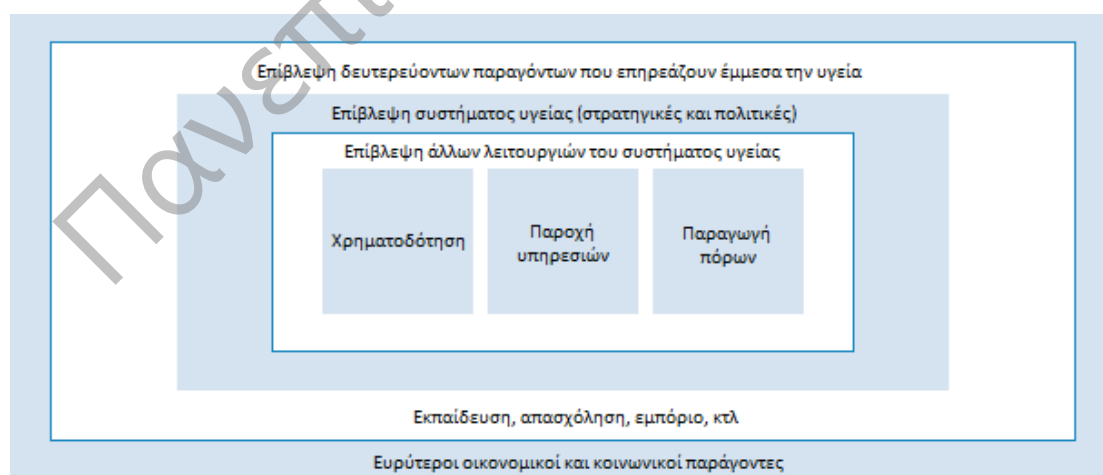 Επίβλεψη δευτερεύοντων παραγόντων που επηρεάζουν έμμεσα την υγεία
Επίβλεψη συστήματος υγείας (στρατηγικές και πολιτικές)
Επίβλεψη άλλων λειτουργιών του συστήματος υγείας
Χρηματοδότηση
Παροχή
υπηρεσιών
Παραγωγή
πόρων
Εκπαίδευση, απασχόληση, εμπόριο, κτλ
Ευρύτεροι οικονομικοί και κοινωνικοί παράγοντες